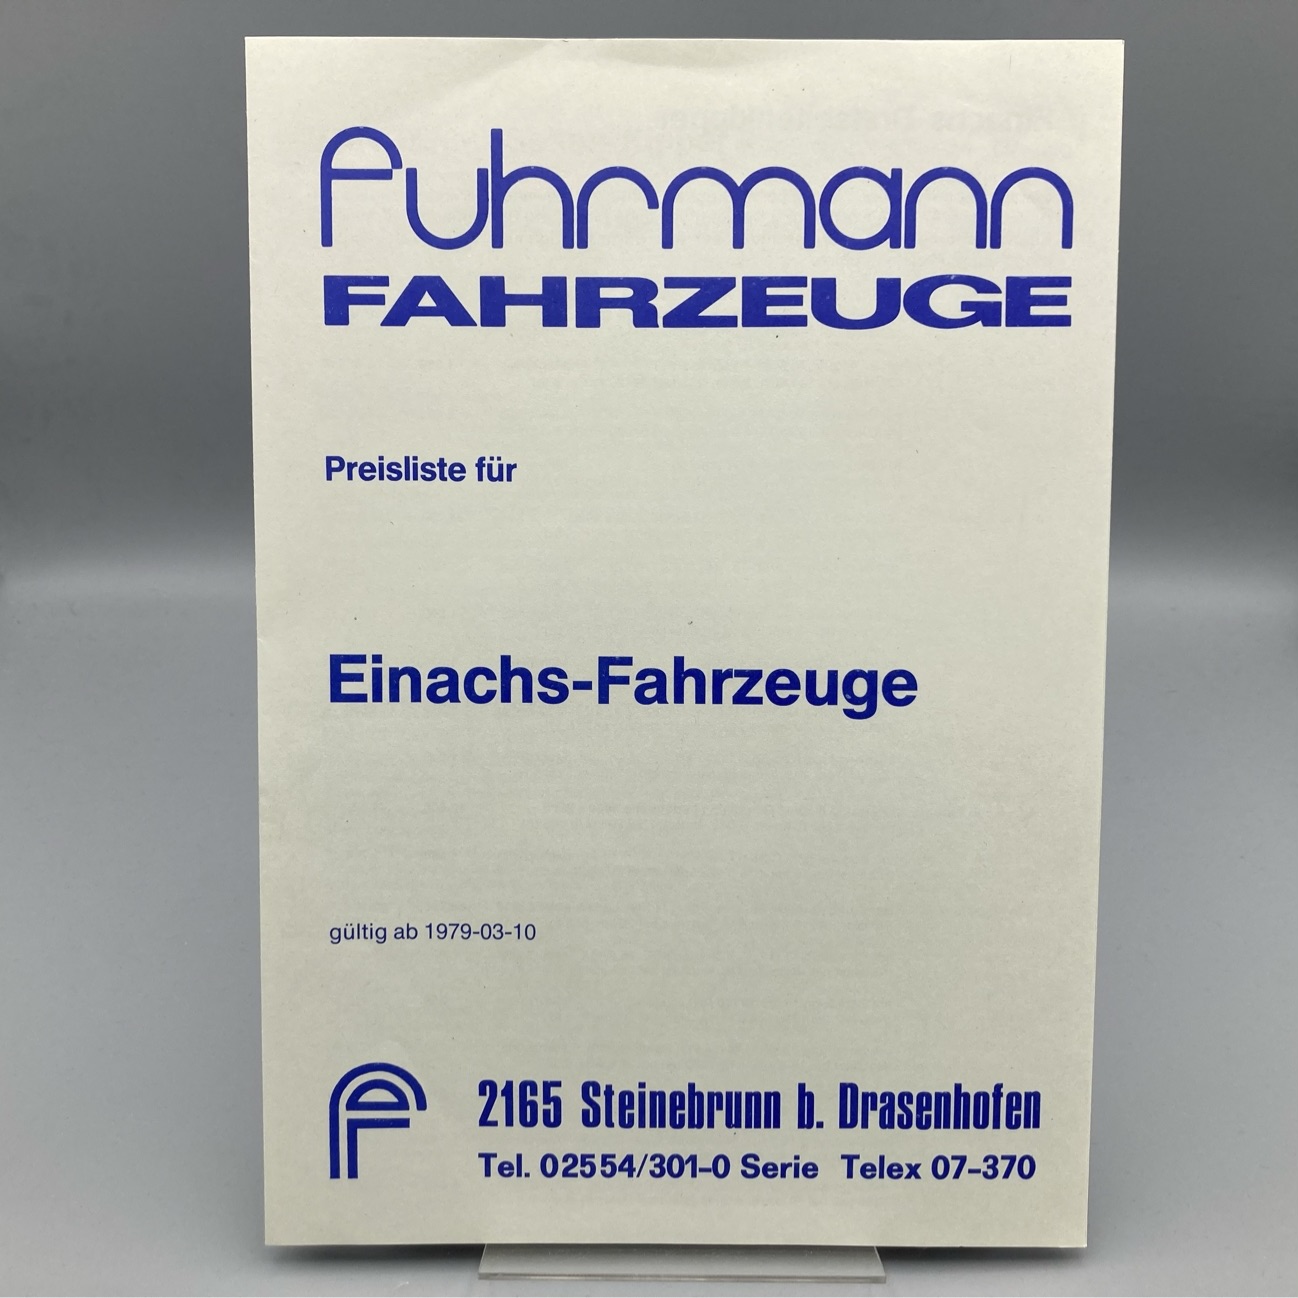 fuhrmann
FAHRZEUGE
Preisliste für
Einachs-Fahrzeuge
gültig ab 1979-03-10
2165 Steinebrunn b. Drasenhofen
Tel. 02554/301-0 Serie Telex 07-370